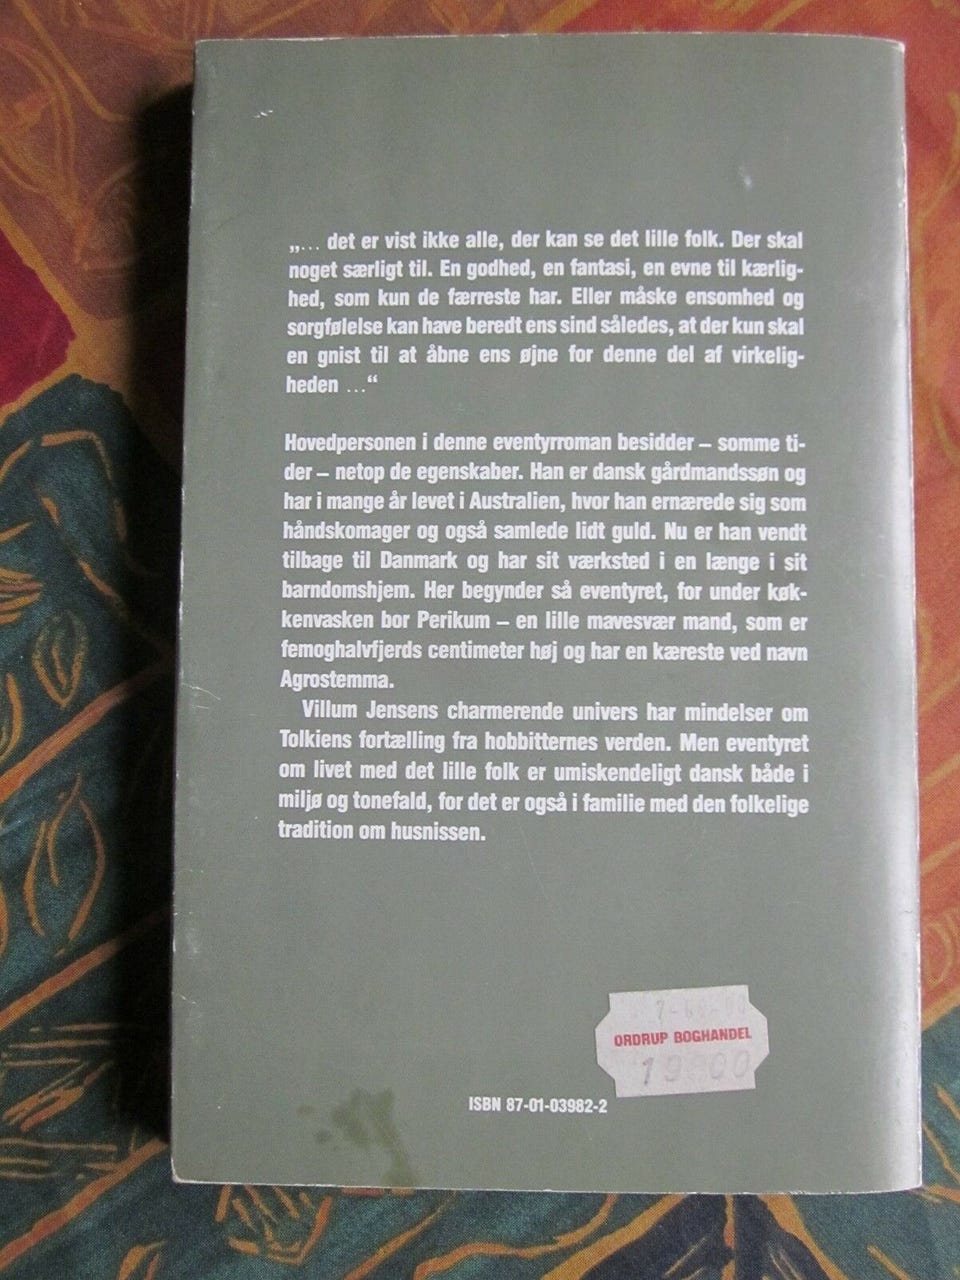 „... det er vist ikke alle, der kan se det lille folk. Der skal
noget særligt til. En godhed, en fantasi, en evne til kærlig-
hed, som kun de færreste har. Eller måske ensomhed og
sorgfølelse kan have beredt ens sind således, at der kun skal
en gnist til at åbne ens øjne for denne del af virkelig-
heden ...“
Hovedpersonen i denne eventyrroman besidder – somme ti-
der – netop de egenskaber. Han er dansk gårdmandssøn og
har i mange år levet i Australien, hvor han ernærede sig som
håndskomager og også samlede lidt guld. Nu er han vendt
tilbage til Danmark og har sit værksted i en længe i sit
barndomshjem. Her begynder så eventyret, for under køk-
kenvasken bor Perikum – en lille mavesvær mand, som er
femoghalvfjerds centimeter høj og har en kæreste ved navn
Agrostemma.
Villum Jensens charmerende univers har mindelser om
Tolkiens fortælling fra hobbitternes verden. Men eventyret
om livet med det lille folk er umiskendeligt dansk både i
miljø og tonefald, for det er også i familie med den folkelige
tradition om husnissen.
ORDRUP BOGHANDEL
ISBN 87-01-03982-2